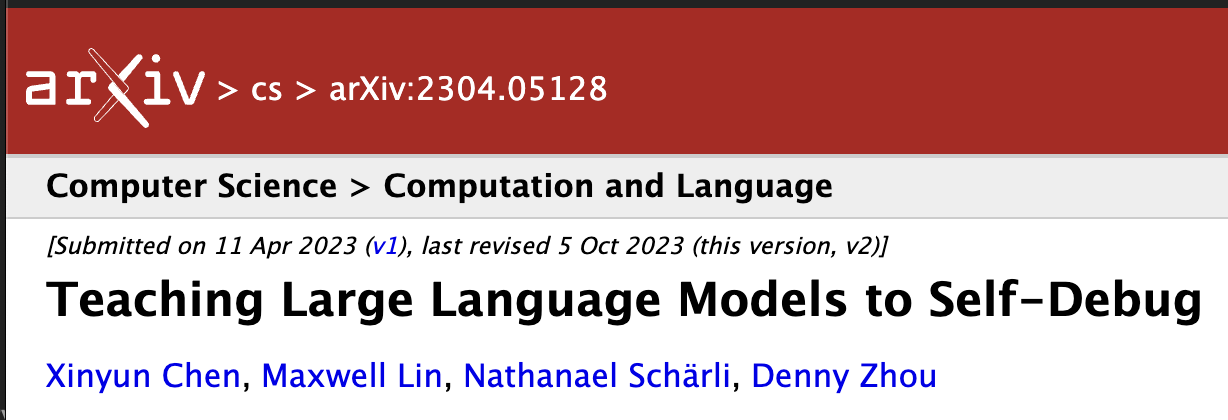 arXiv > cs > arXiv:2304.05128
Computer Science > Computation and Language
[Submitted on 11 Apr 2023 (v1), last revised 5 Oct 2023 (this version, v2)]
Teaching Large Language Models to Self-Debug
Xinyun Chen, Maxwell Lin, Nathanael Schärli, Denny Zhou